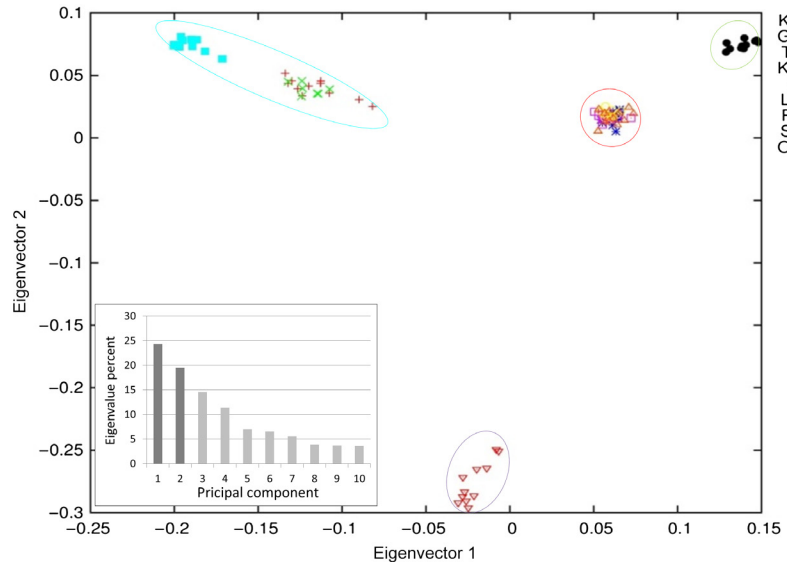 0.1
0.05
0
−0.05
−0.1
−0.15
−0.2
−0.25
−0.3
Eigenvector 2
−0.25
−0.2
−0.15
−0.1
−0.05
0
0.05
0.1
0.15
Eigenvector 1
30
25
20
15
10
5
0
Eigenvalue percent
1 2 3 4 5 6 7 8 9 10
Pricipal component
K
G
T
K
L
S